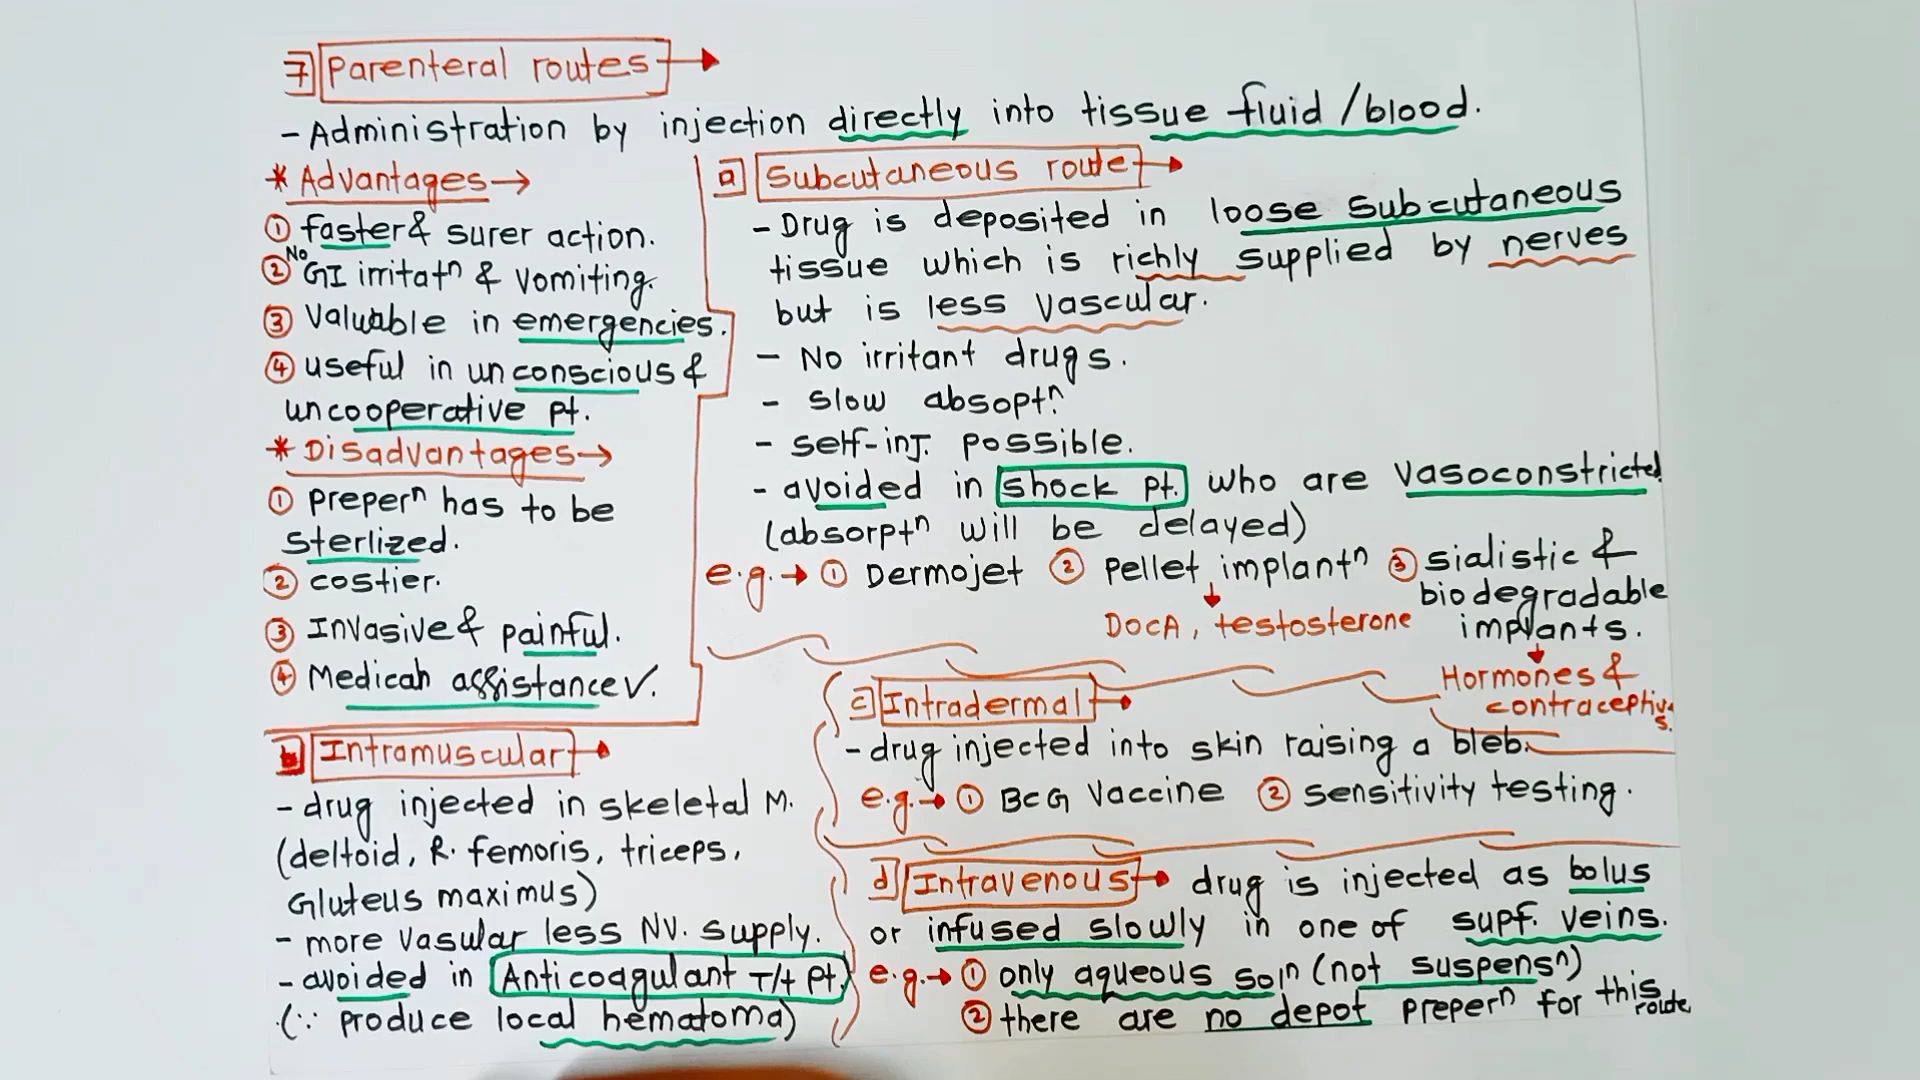 7 Parenteral routes →
- Administration by injection directly into tissue fluid / blood.
* Advantages →
① faster & surer action.
② No GI irritatn & vomiting.
③ Valuable in emergencies.
④ useful in unconscious &
uncooperative pt.
* Disadvantages →
① prepern has to be
sterlized.
② costier.
③ Invasive & painful.
④ Medicah assistance ✓.
a Subcutaneous route →
- Drug is deposited in loose subcutaneous
tissue which is richly supplied by nerves
but is less vascular.
- No irritant drugs.
- slow absoptn.
- self-inj. possible.
- avoided in shock pt. who are vasoconstricted
(absorptn will be delayed)
e.g. → ① Dermojet ② pellet implantn ③ sialistic &
biodegradable
implants.
↓ DOCA, testosterone
↓
Hormones &
contraceptives.
b Intramuscular →
- drug injected in skeletal M.
(deltoid, R. femoris, triceps,
Gluteus maximus)
- more vasular less NV. supply.
- avoided in Anticoagulant T/t pt.
(∵ produce local hematoma)
c Intradermal →
- drug injected into skin raising a bleb.
e.g. → ① BCG Vaccine ② sensitivity testing.
d Intravenous → drug is injected as bolus
or infused slowly in one of supf. veins.
e.g. → ① only aqueous soln (not suspensn)
② there are no depot prepern for this route